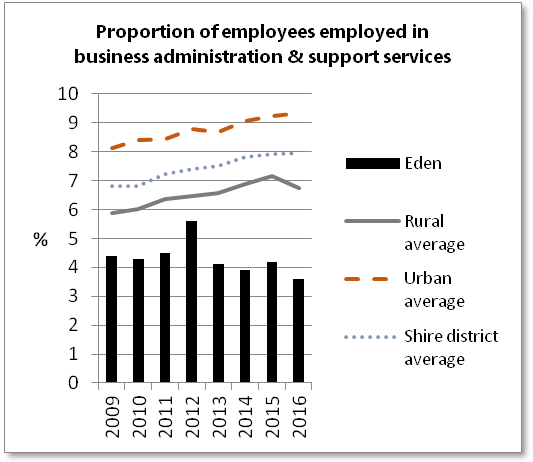 Proportion of employees employed in
business administration & support services
10
9
8
7
6
5
4
3
2
1
0
%
2009
2010
2011
2012
2013
2014
2015
2016
Eden
Rural
average
Urban
average
Shire district
average